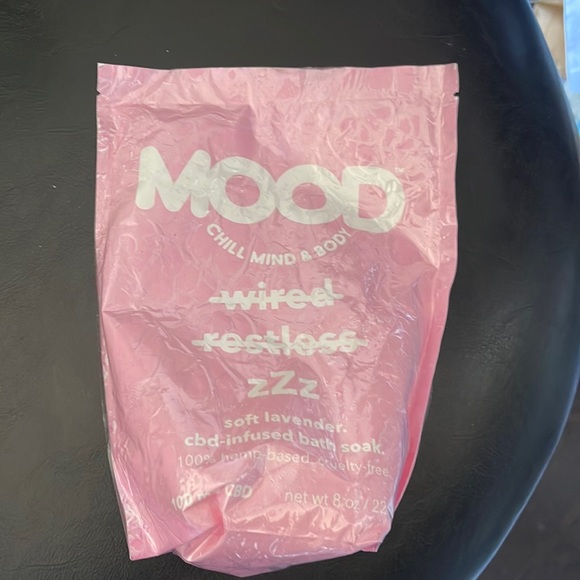 MOOD
CHILL MIND & BODY
wired
restless
zZz
soft lavender.
cbd-infused bath soak.
100% hemp-based. cruelty-free.
CBD
net wt 8 oz / 22